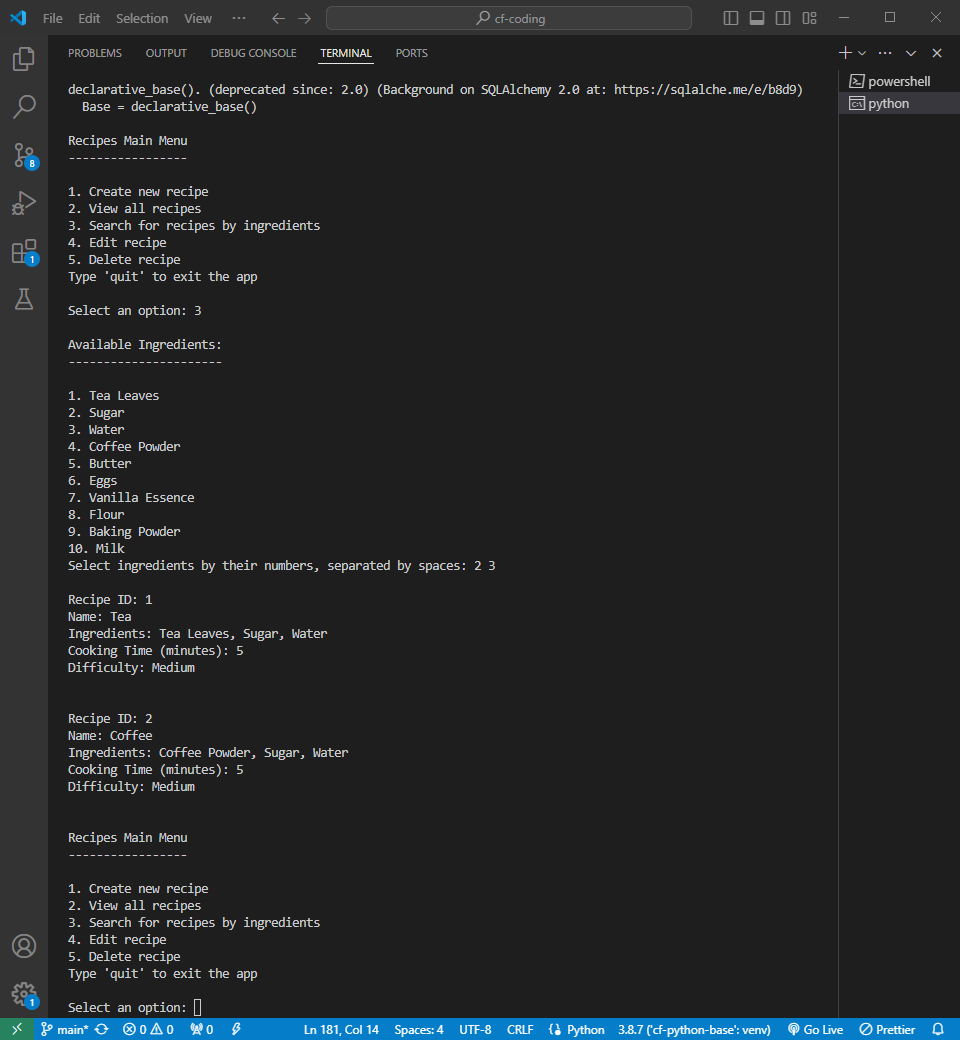 File Edit Selection View ··· cf-coding
PROBLEMS OUTPUT DEBUG CONSOLE TERMINAL PORTS
powershell
python
declarative_base(). (deprecated since: 2.0) (Background on SQLAlchemy 2.0 at: https://sqlalche.me/e/b8d9)
Base = declarative_base()
Recipes Main Menu
-----------------
1. Create new recipe
2. View all recipes
3. Search for recipes by ingredients
4. Edit recipe
5. Delete recipe
Type 'quit' to exit the app
Select an option: 3
Available Ingredients:
----------------------
1. Tea Leaves
2. Sugar
3. Water
4. Coffee Powder
5. Butter
6. Eggs
7. Vanilla Essence
8. Flour
9. Baking Powder
10. Milk
Select ingredients by their numbers, separated by spaces: 2 3
Recipe ID: 1
Name: Tea
Ingredients: Tea Leaves, Sugar, Water
Cooking Time (minutes): 5
Difficulty: Medium
Recipe ID: 2
Name: Coffee
Ingredients: Coffee Powder, Sugar, Water
Cooking Time (minutes): 5
Difficulty: Medium
Recipes Main Menu
-----------------
1. Create new recipe
2. View all recipes
3. Search for recipes by ingredients
4. Edit recipe
5. Delete recipe
Type 'quit' to exit the app
Select an option:
8
1
1
main* 0 0 0 Ln 181, Col 14 Spaces: 4 UTF-8 CRLF Python 3.8.7 ('cf-python-base': venv) Go Live Prettier